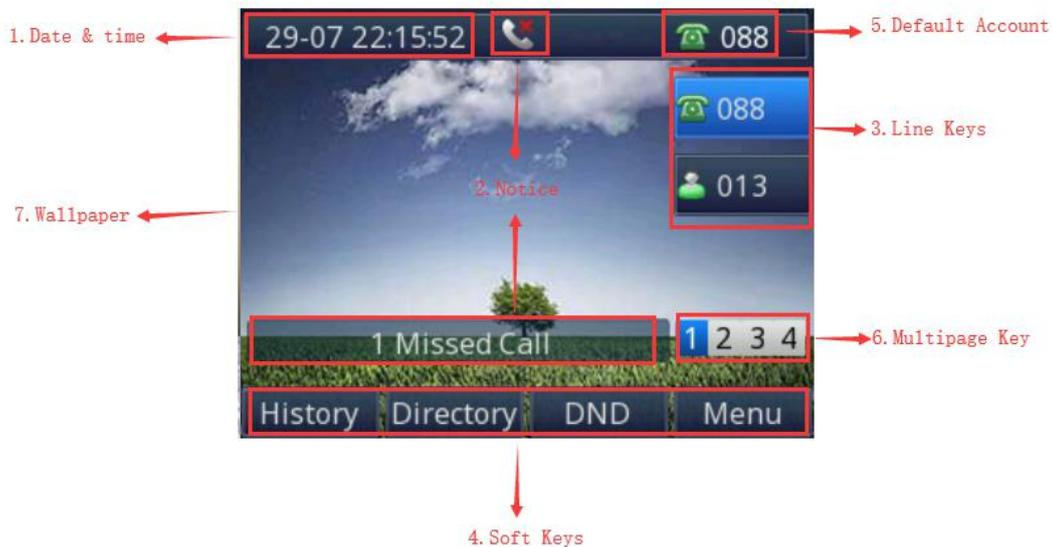 1.Date & time
29-07 22:15:52
088
5.Default Account
088
3.Line Keys
013
2.Notice
7.Wallpaper
1 Missed Call
1 2 3 4
6.Multipage Key
History Directory DND Menu
4.Soft Keys